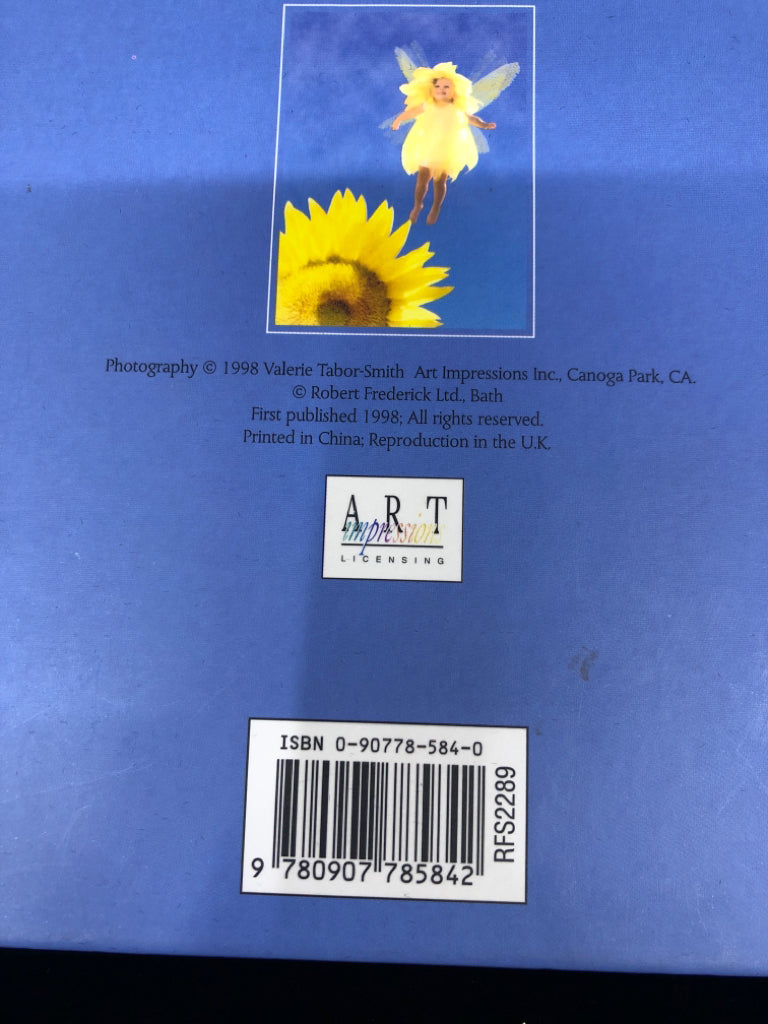 Photography © 1998 Valerie Tabor-Smith Art Impressions Inc., Canoga Park, CA.
© Robert Frederick Ltd., Bath
First published 1998; All rights reserved.
Printed in China; Reproduction in the U.K.
ART
impressions
LICENSING
ISBN 0-90778-584-0
9 780907 785842
RFS2289